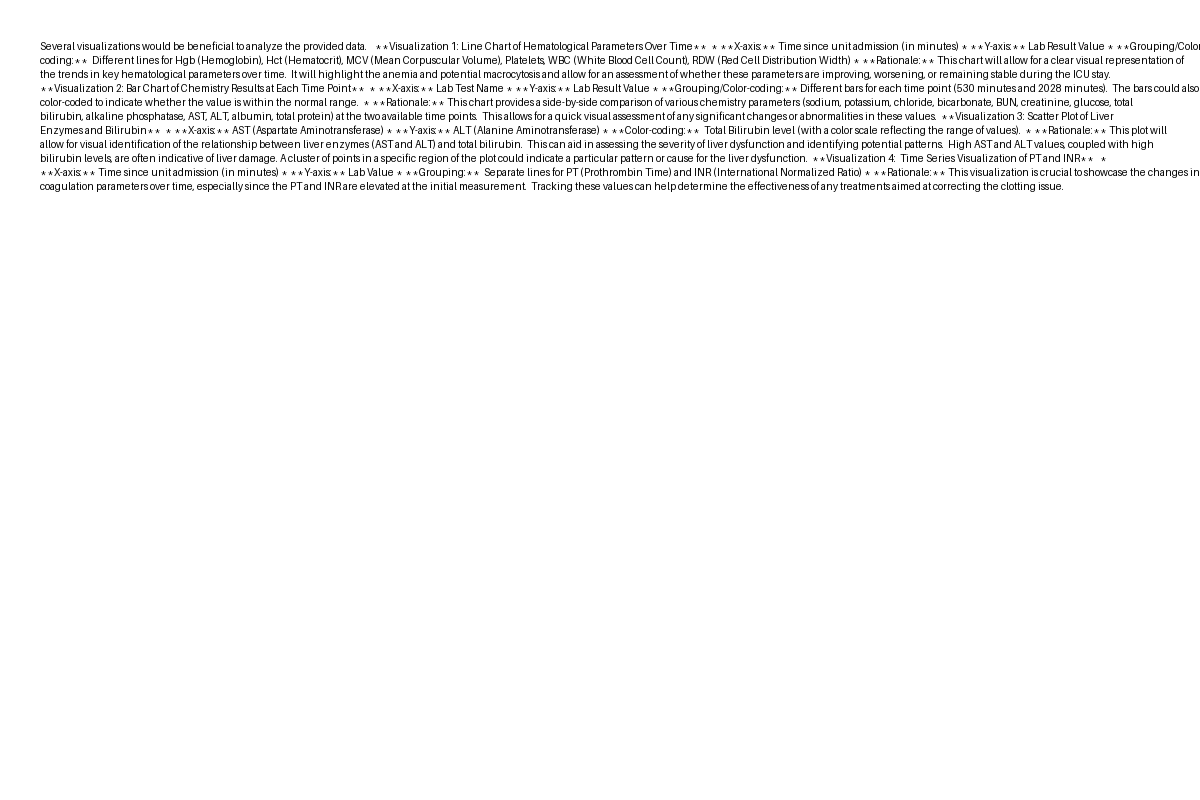 Several visualizations would be beneficial to analyze the provided data.   **Visualization 1: Line Chart of Hematological Parameters Over Time**  * **X-axis:** Time since unit admission (in minutes) * **Y-axis:** Lab Result Value * **Grouping/Color-
coding:**  Different lines for Hgb (Hemoglobin), Hct (Hematocrit), MCV (Mean Corpuscular Volume), Platelets, WBC (White Blood Cell Count), RDW (Red Cell Distribution Width) * **Rationale:** This chart will allow for a clear visual representation of
the trends in key hematological parameters over time.  It will highlight the anemia and potential macrocytosis and allow for an assessment of whether these parameters are improving, worsening, or remaining stable during the ICU stay.
**Visualization 2: Bar Chart of Chemistry Results at Each Time Point**  * **X-axis:** Lab Test Name * **Y-axis:** Lab Result Value * **Grouping/Color-coding:** Different bars for each time point (530 minutes and 2028 minutes).  The bars could also
color-coded to indicate whether the value is within the normal range.  * **Rationale:** This chart provides a side-by-side comparison of various chemistry parameters (sodium, potassium, chloride, bicarbonate, BUN, creatinine, glucose, total
bilirubin, alkaline phosphatase, AST, ALT, albumin, total protein) at the two available time points.  This allows for a quick visual assessment of any significant changes or abnormalities in these values.  **Visualization 3: Scatter Plot of Liver
Enzymes and Bilirubin**  * **X-axis:** AST (Aspartate Aminotransferase) * **Y-axis:** ALT (Alanine Aminotransferase) * **Color-coding:**  Total Bilirubin level (with a color scale reflecting the range of values).  * **Rationale:** This plot will
allow for visual identification of the relationship between liver enzymes (AST and ALT) and total bilirubin.  This can aid in assessing the severity of liver dysfunction and identifying potential patterns.  High AST and ALT values, coupled with high
bilirubin levels, are often indicative of liver damage. A cluster of points in a specific region of the plot could indicate a particular pattern or cause for the liver dysfunction.  **Visualization 4:  Time Series Visualization of PT and INR**  *
**X-axis:** Time since unit admission (in minutes) * **Y-axis:** Lab Value * **Grouping:**  Separate lines for PT (Prothrombin Time) and INR (International Normalized Ratio) * **Rationale:** This visualization is crucial to showcase the changes in
coagulation parameters over time, especially since the PT and INR are elevated at the initial measurement.  Tracking these values can help determine the effectiveness of any treatments aimed at correcting the clotting issue.